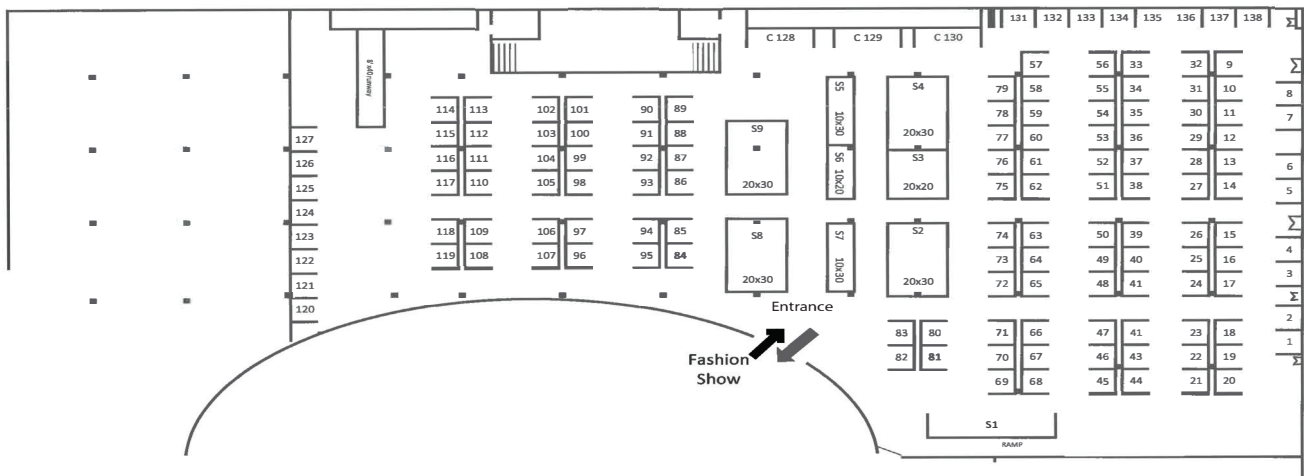 131 132 133 134 135 136 137 138
C 128 C 129 C 130
8'x40runway
57 56 33 32 9
S5 S4
79 58 55 34 31 10 8
114 113 102 101 90 89
78 59 54 35 30 11 7
10x30
S9
127 115 112 103 100 91 88 20x30 77 60 53 36 29 12
126 116 111 104 99 92 87 S6 S3 76 61 52 37 28 13 6
125 117 110 105 98 93 86 20x30 10x20 20x20 75 62 51 38 27 14 5
124
123 118 109 106 97 94 85 S8 S7 S2 74 63 50 39 26 15 4
122 119 108 107 96 95 84 73 64 49 40 25 16 3
121 20x30 10x30 20x30 72 65 48 41 24 17
120 2
Entrance
83 80 71 66 47 41 23 18 1
82 81 70 67 46 43 22 19
Fashion
Show
69 68 45 44 21 20
S1
RAMP